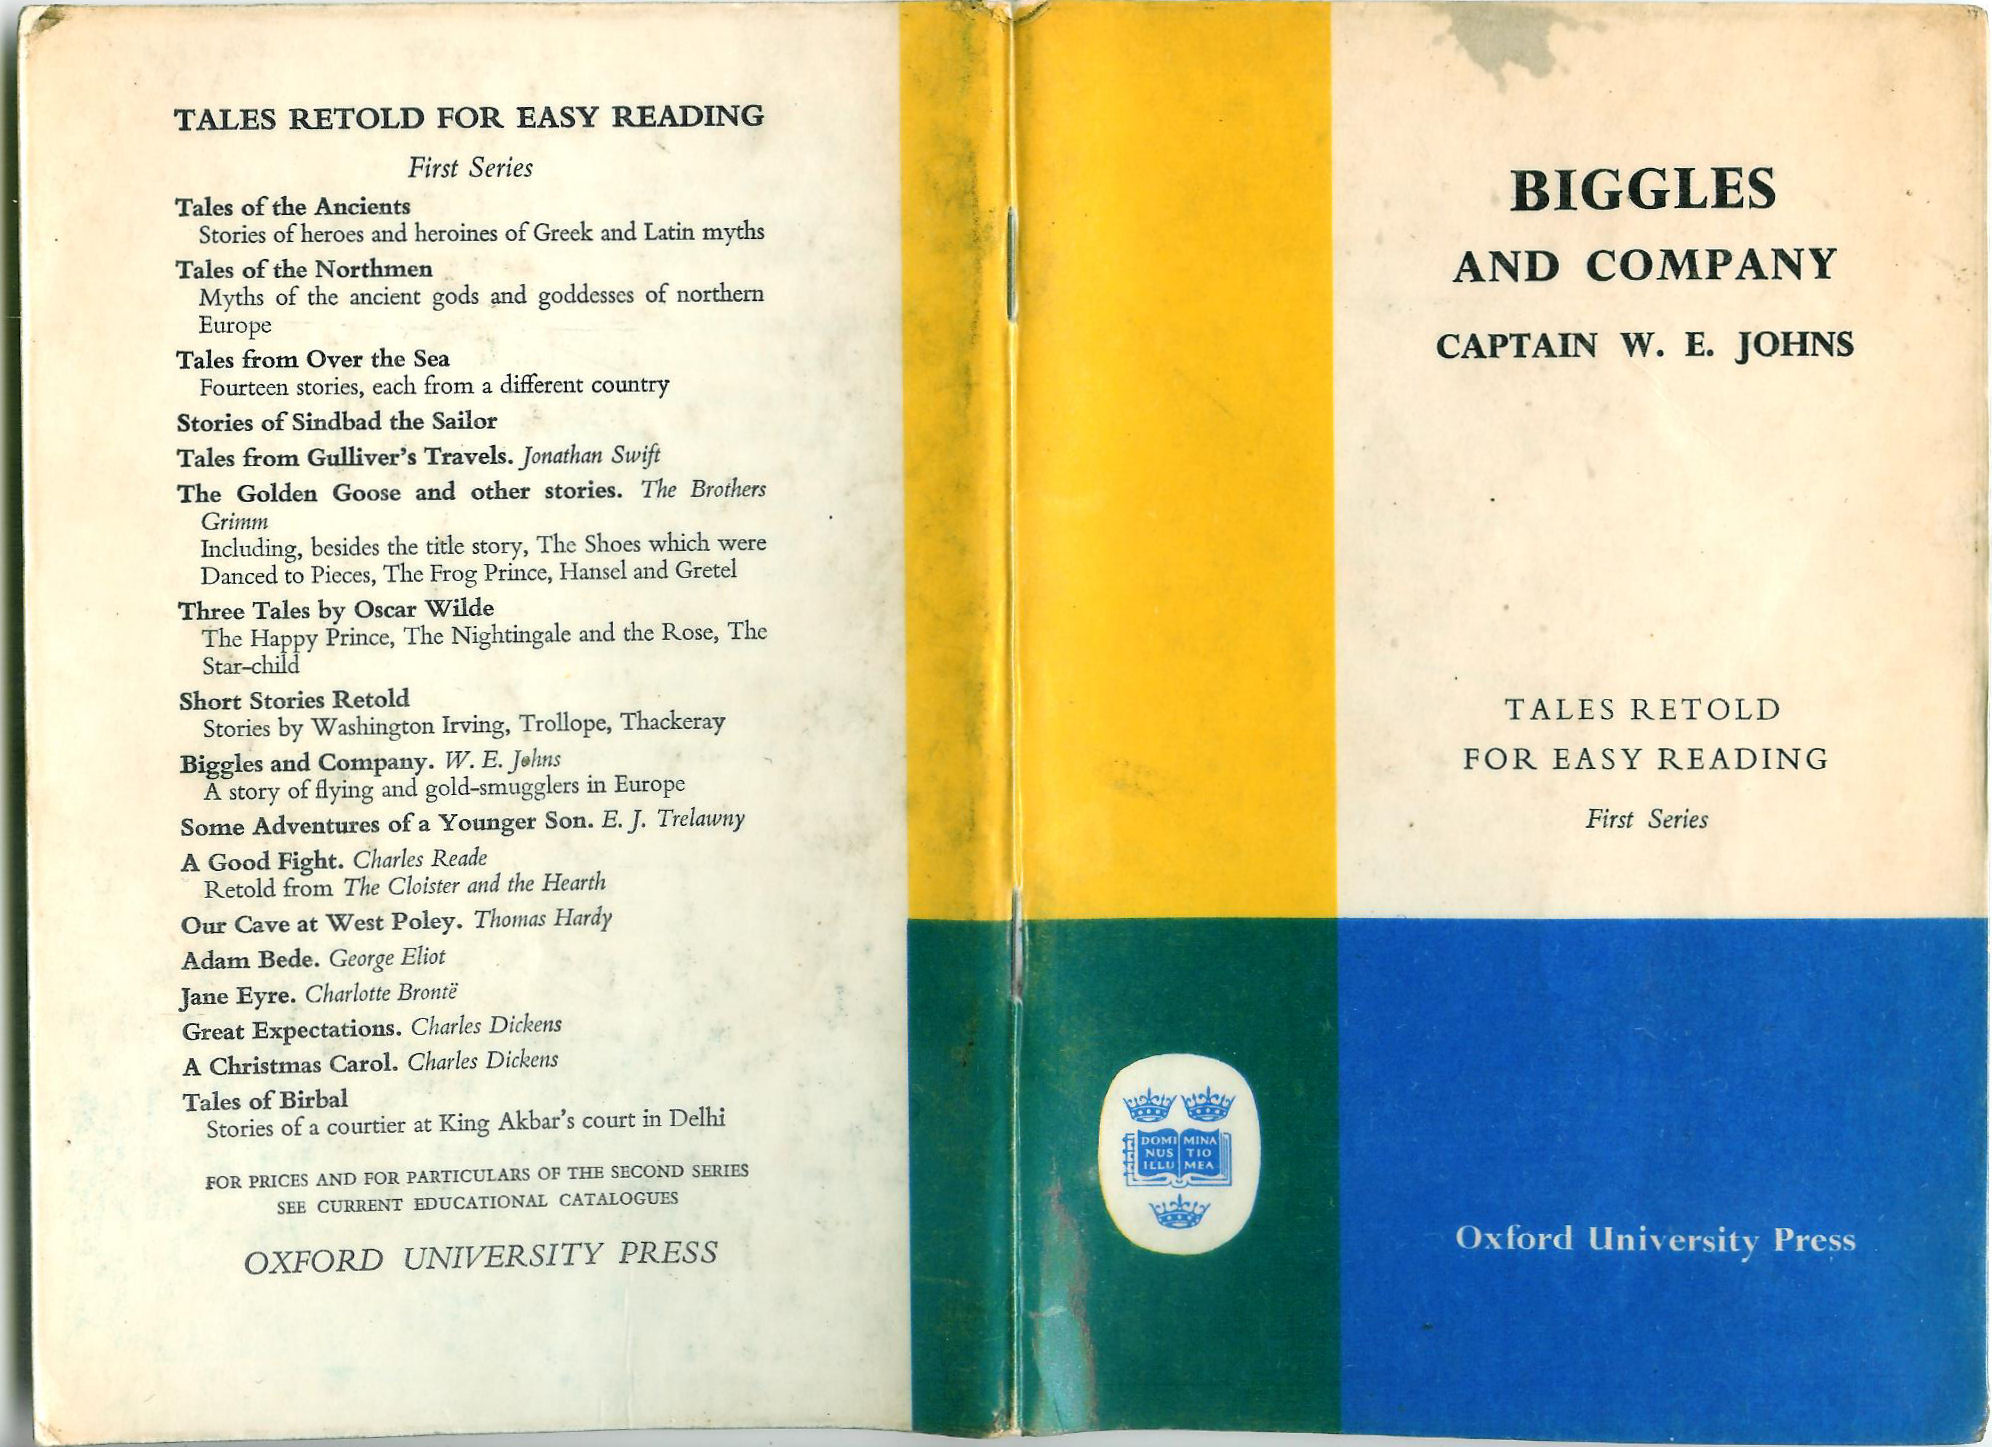 TALES RETOLD FOR EASY READING
First Series
Tales of the Ancients
Stories of heroes and heroines of Greek and Latin myths
Tales of the Northmen
Myths of the ancient gods and goddesses of northern
Europe
Tales from Over the Sea
Fourteen stories, each from a different country
Stories of Sindbad the Sailor
Tales from Gulliver's Travels. Jonathan Swift
The Golden Goose and other stories. The Brothers
Grimm
Including, besides the title story, The Shoes which were
Danced to Pieces, The Frog Prince, Hansel and Gretel
Three Tales by Oscar Wilde
The Happy Prince, The Nightingale and the Rose, The
Star-child
Short Stories Retold
Stories by Washington Irving, Trollope, Thackeray
Biggles and Company. W. E. Johns
A story of flying and gold-smugglers in Europe
Some Adventures of a Younger Son. E. J. Trelawny
A Good Fight. Charles Reade
Retold from The Cloister and the Hearth
Our Cave at West Poley. Thomas Hardy
Adam Bede. George Eliot
Jane Eyre. Charlotte Brontë
Great Expectations. Charles Dickens
A Christmas Carol. Charles Dickens
Tales of Birbal
Stories of a courtier at King Akbar's court in Delhi
FOR PRICES AND FOR PARTICULARS OF THE SECOND SERIES
SEE CURRENT EDUCATIONAL CATALOGUES
OXFORD UNIVERSITY PRESS
BIGGLES
AND COMPANY
CAPTAIN W. E. JOHNS
TALES RETOLD
FOR EASY READING
First Series
DOMI MINA
NUS TIO
ILLU MEA
Oxford University Press